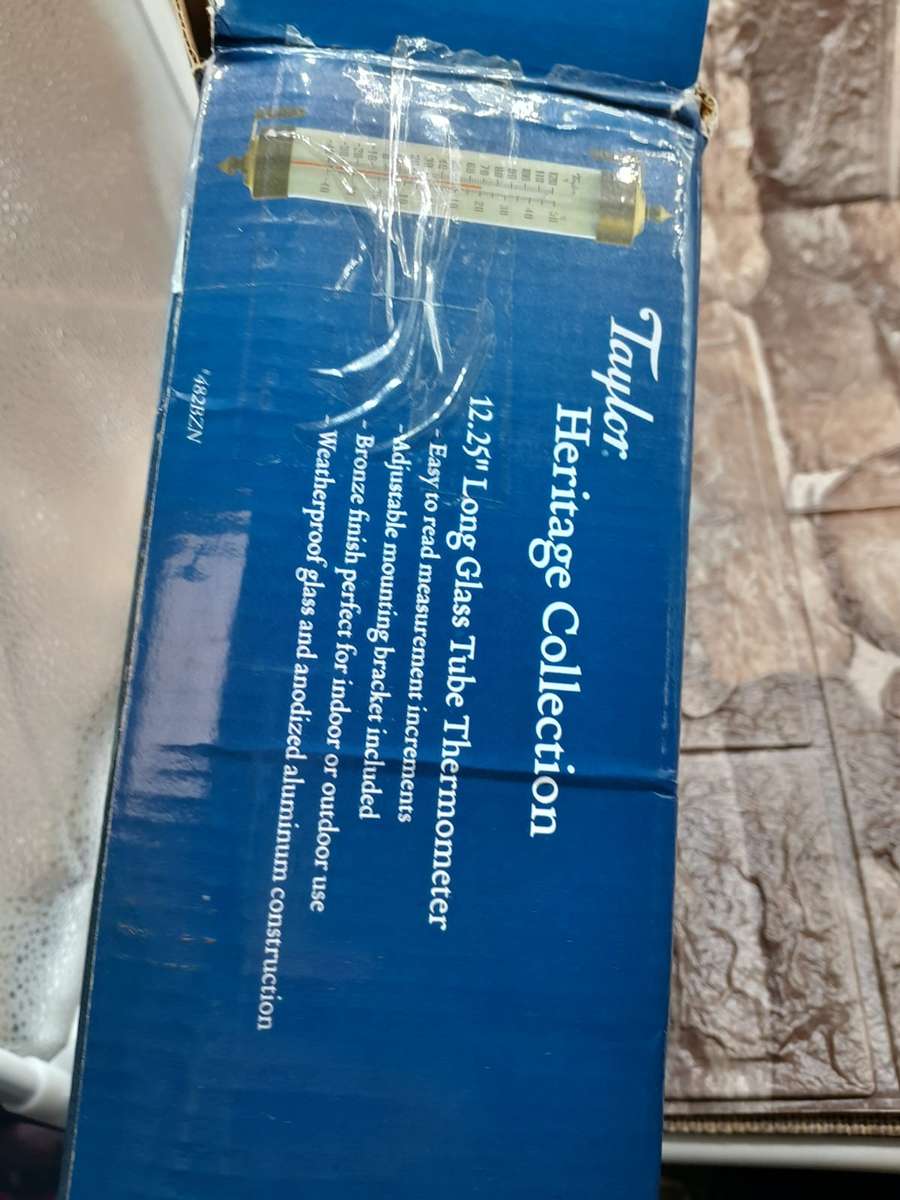 Taylor
Heritage Collection
12.25" Long Glass Tube Thermometer
- Easy to read measurement increments
- Adjustable mounting bracket included
- Bronze finish perfect for indoor or outdoor use
- Weatherproof glass and anodized aluminum construction
*482BZN